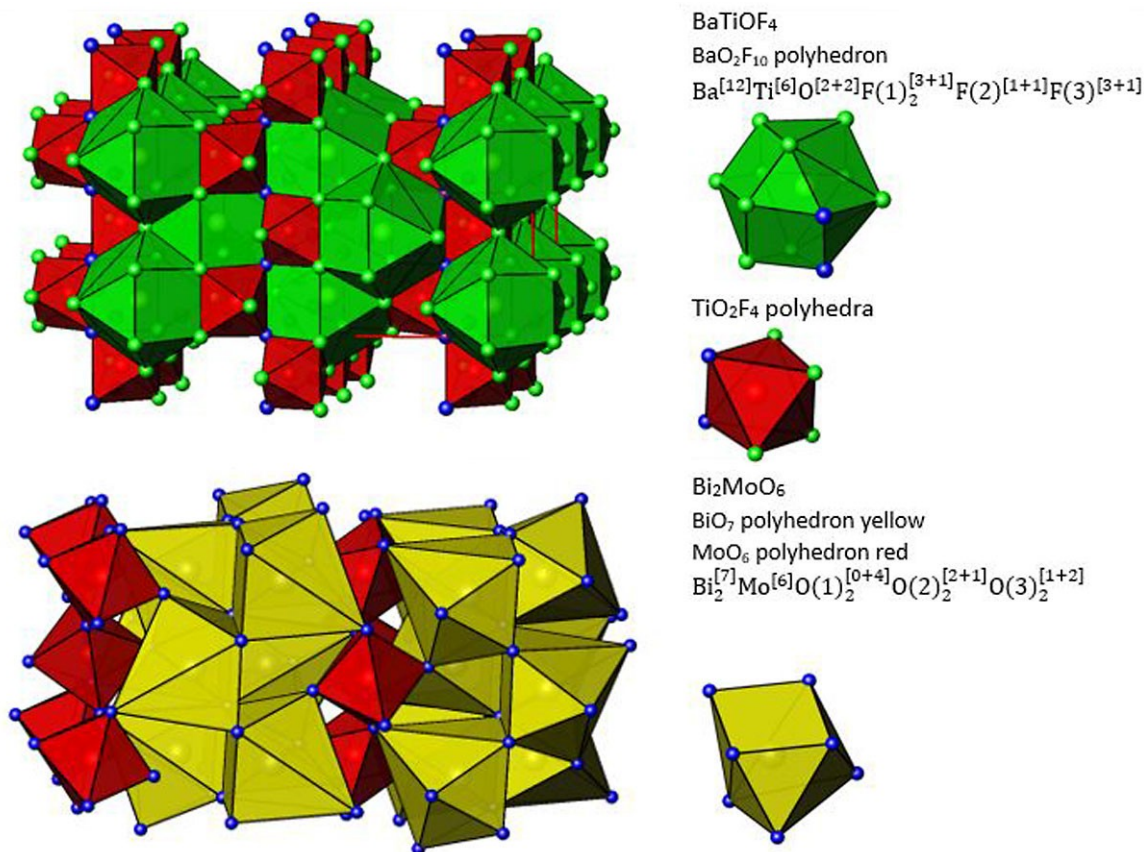 BaTiOF₄
BaO₂F₁₀ polyhedron
Ba^[12]Ti^[6]O^[2+2]F(1)₂^[3+1]F(2)^[1+1]F(3)^[3+1]
TiO₂F₄ polyhedra
Bi₂MoO₆
BiO₇ polyhedron yellow
MoO₆ polyhedron red
Bi₂^[7]Mo^[6]O(1)₂^[0+4]O(2)₂^[2+1]O(3)₂^[1+2]